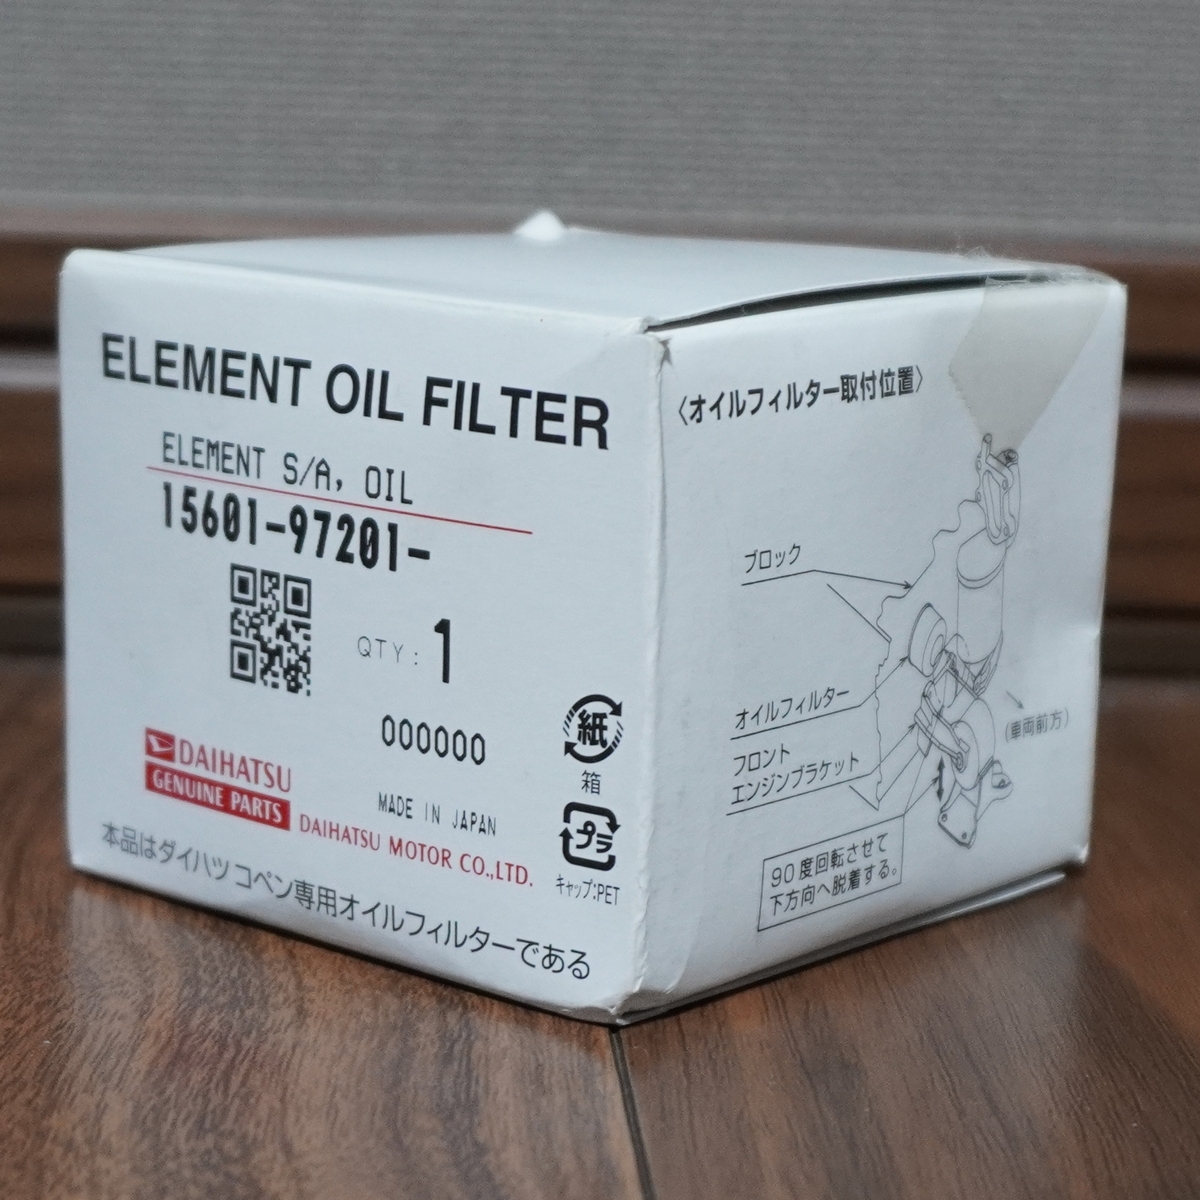 ELEMENT OIL FILTER
ELEMENT S/A, OIL
15601-97201-
QTY: 1
000000
DAIHATSU
GENUINE PARTS
MADE IN JAPAN
DAIHATSU MOTOR CO.,LTD.
本品はダイハツ コペン専用オイルフィルターである
紙
箱
プラ
キャップ:PET
〈オイルフィルター取付位置〉
ブロック
オイルフィルター
フロント
エンジンブラケット
(車両前方)
90度回転させて
下方向へ脱着する。